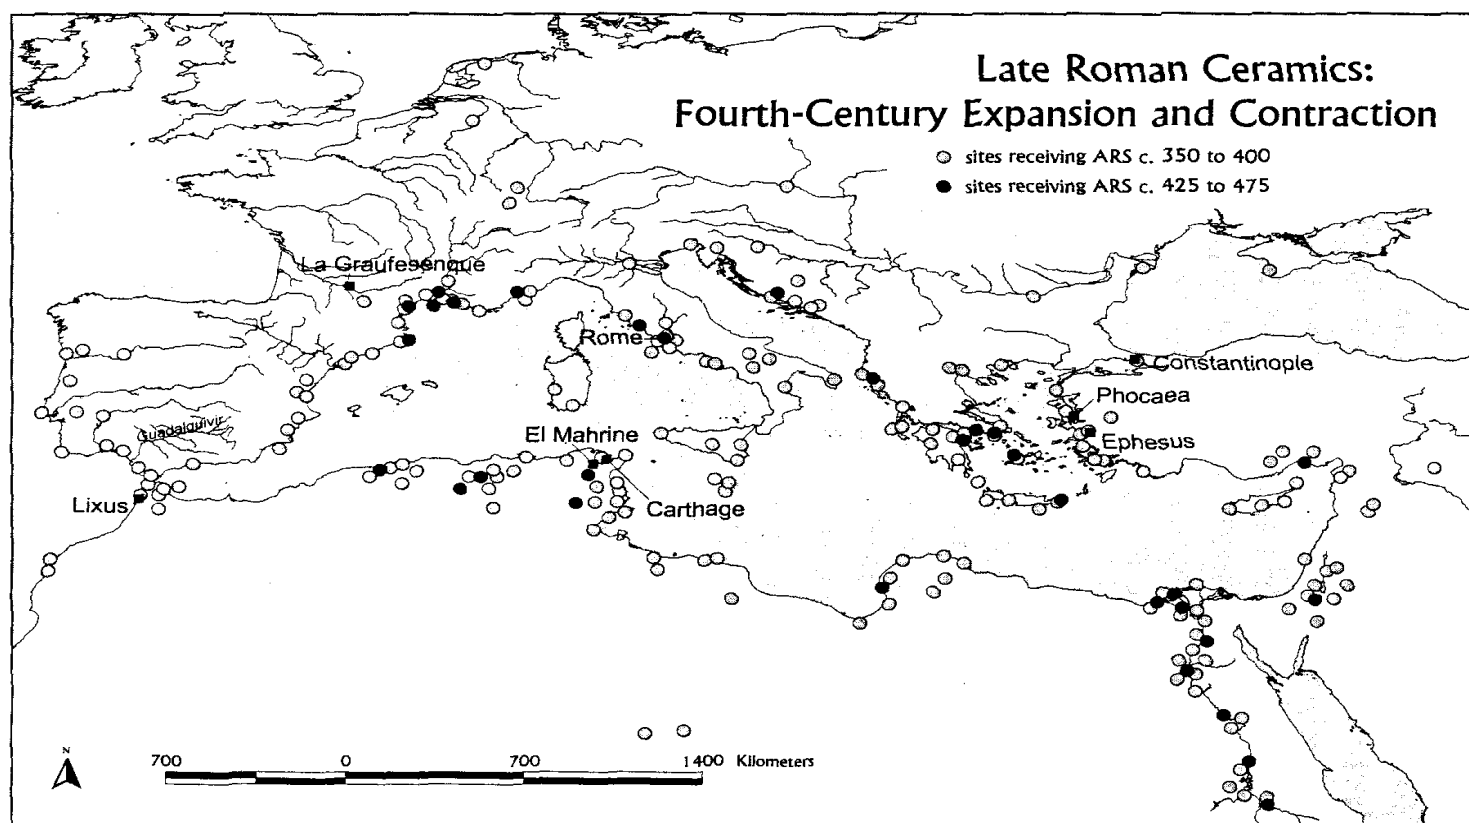 Late Roman Ceramics:
Fourth-Century Expansion and Contraction
sites receiving ARS c. 350 to 400
sites receiving ARS c. 425 to 475
La Graufesenque
Rome
Constantinople
Phocaea
Guadalquivir
El Mahrine
Ephesus
Lixus
Carthage
N
700 0 700 1400 Kilometers